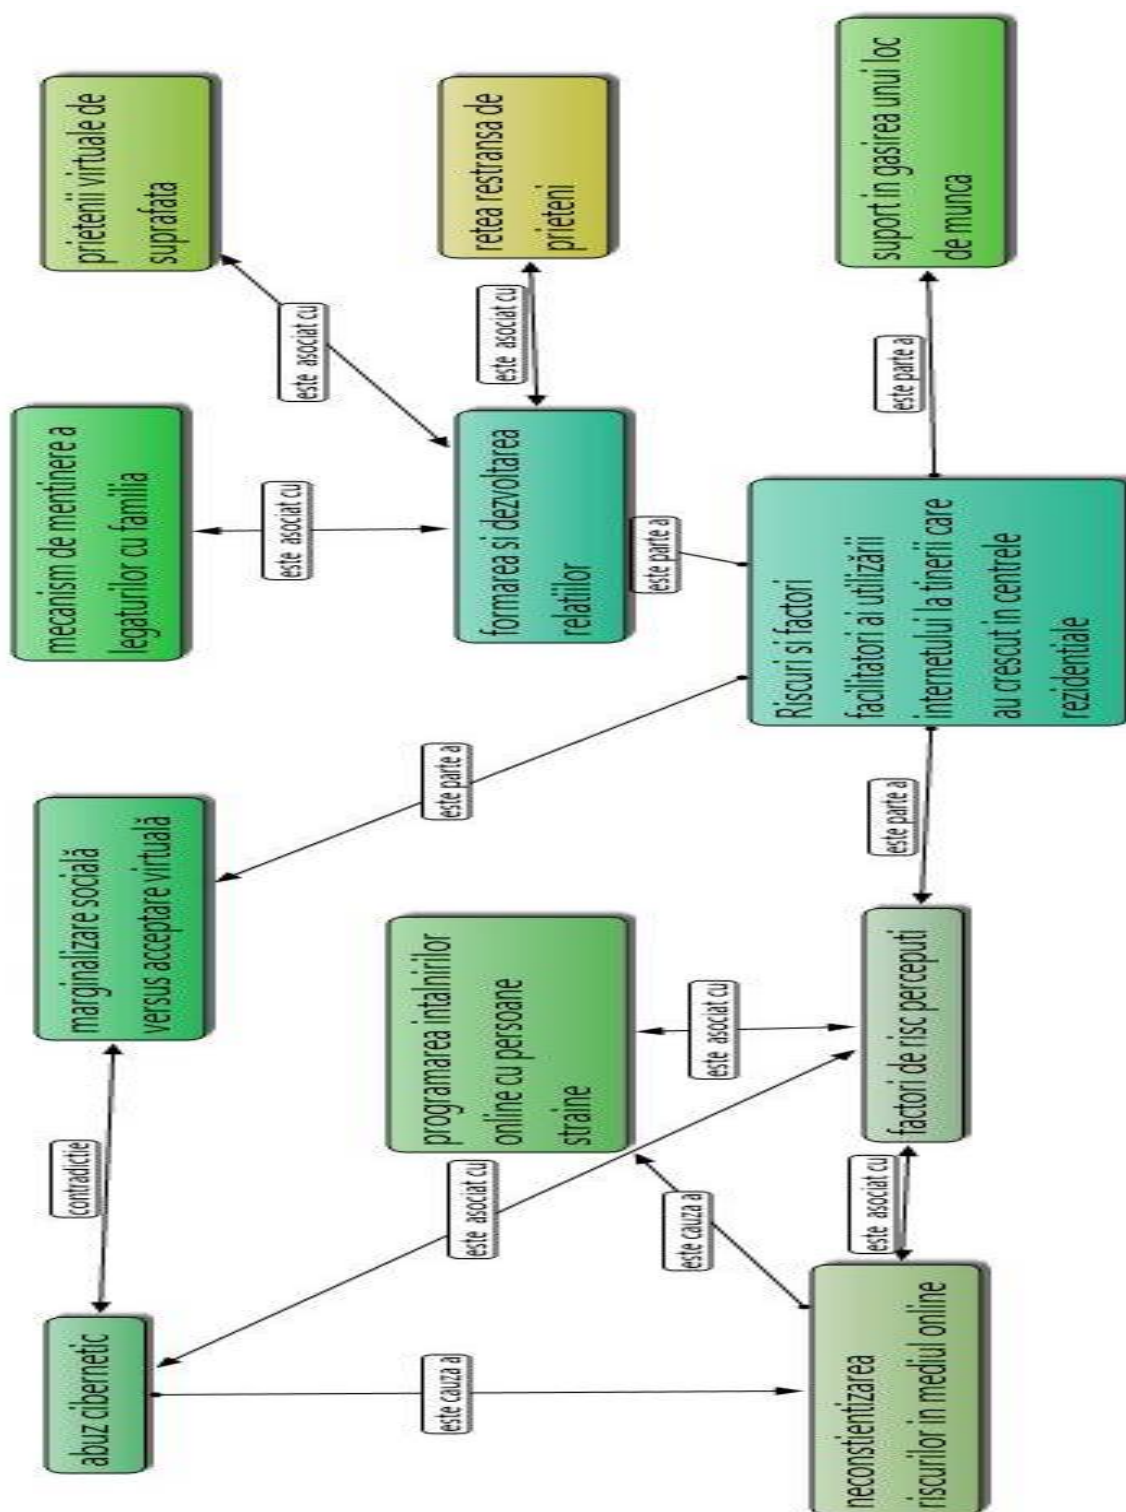 abuz cibernetic
contradictie
marginalizare socială
versus acceptare virtuală
mecanism de mentinere a
legaturilor cu familia
prietenii virtuale de
suprafata
este asociat cu
este asociat cu
este cauza a
este asociat cu
programarea intalnirilor
online cu persoane
straine
este parte a
formarea si dezvoltarea
relatiilor
este asociat cu
retea restransa de
prieteni
este cauza a
este asociat cu
este parte a
neconstientizarea
riscurilor in mediul online
este asociat cu
factori de risc perceputi
este parte a
Riscuri si factori
facilitatori ai utilizării
internetului la tinerii care
au crescut in centrele
rezidentiale
este parte a
suport in gasirea unui loc
de munca